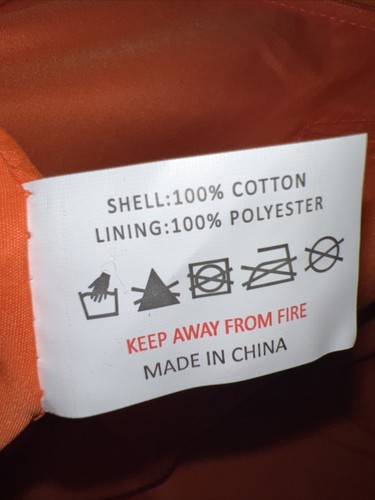 SHELL:100% COTTON
LINING:100% POLYESTER
KEEP AWAY FROM FIRE
MADE IN CHINA